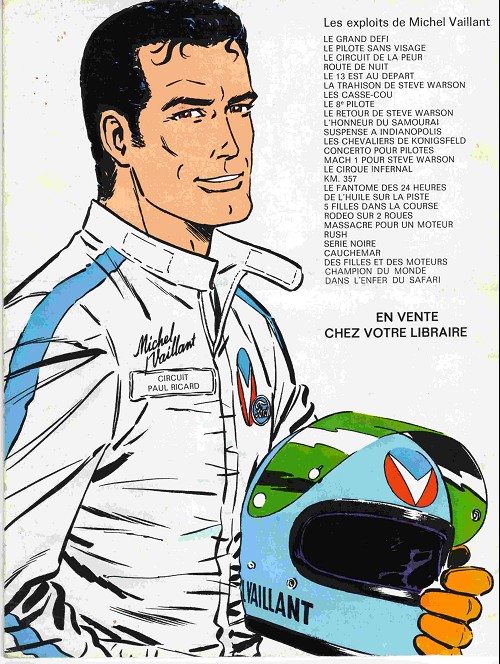 Les exploits de Michel Vaillant
LE GRAND DEFI
LE PILOTE SANS VISAGE
LE CIRCUIT DE LA PEUR
ROUTE DE NUIT
LE 13 EST AU DEPART
LA TRAHISON DE STEVE WARSON
LES CASSE-COU
LE 8e PILOTE
LE RETOUR DE STEVE WARSON
L'HONNEUR DU SAMOURAI
SUSPENSE A INDIANOPOLIS
LES CHEVALIERS DE KONIGSFELD
CONCERTO POUR PILOTES
MACH 1 POUR STEVE WARSON
LE CIRQUE INFERNAL
KM. 357
LE FANTOME DES 24 HEURES
DE L'HUILE SUR LA PISTE
5 FILLES DANS LA COURSE
RODEO SUR 2 ROUES
MASSACRE POUR UN MOTEUR
RUSH
SERIE NOIRE
CAUCHEMAR
DES FILLES ET DES MOTEURS
CHAMPION DU MONDE
DANS L'ENFER DU SAFARI
EN VENTE
CHEZ VOTRE LIBRAIRE
Michel
Vaillant
CIRCUIT
PAUL RICARD
VAILLANT